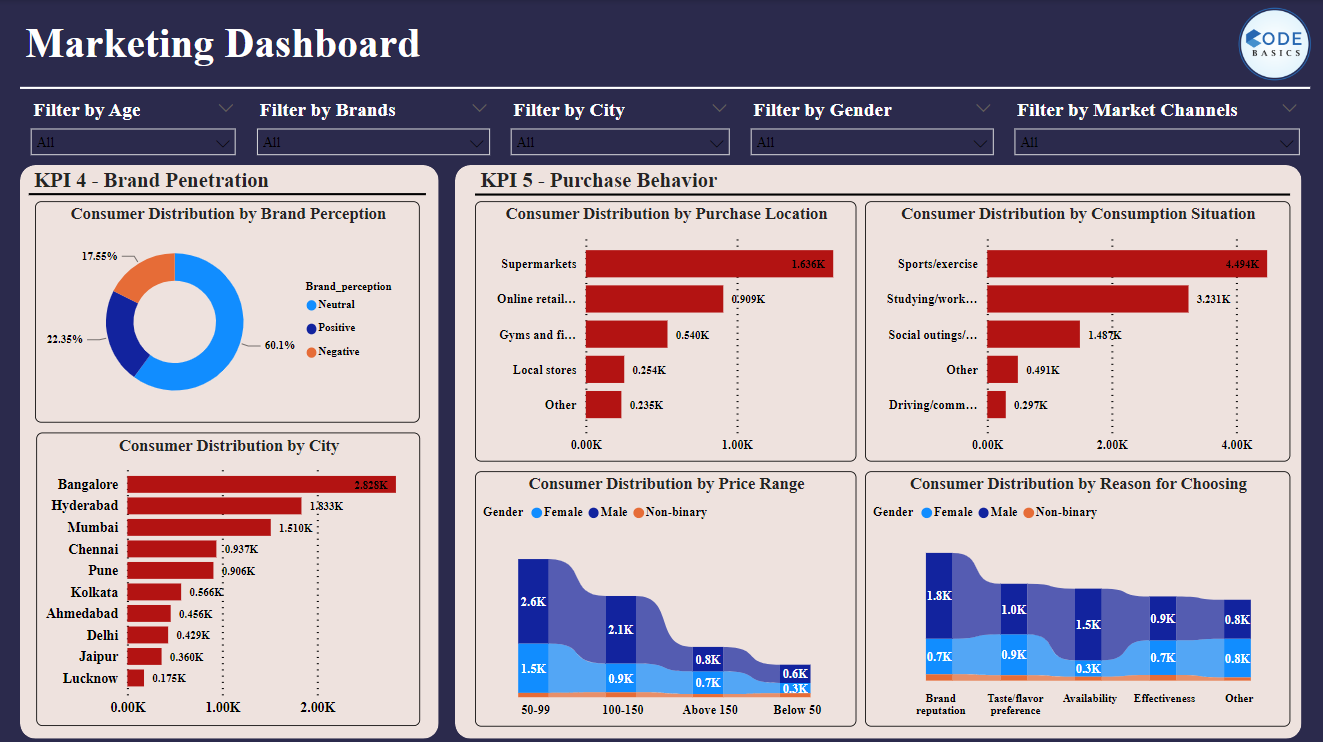 Marketing Dashboard
CODE
BASICS
Filter by Age
All
Filter by Brands
All
Filter by City
All
Filter by Gender
All
Filter by Market Channels
All
KPI 4 - Brand Penetration
Consumer Distribution by Brand Perception
17.55%
22.35%
60.1%
Brand_perception
Neutral
Positive
Negative
Consumer Distribution by City
Bangalore 2.828K
Hyderabad 1.833K
Mumbai 1.510K
Chennai 0.937K
Pune 0.906K
Kolkata 0.566K
Ahmedabad 0.456K
Delhi 0.429K
Jaipur 0.360K
Lucknow 0.175K
0.00K 1.00K 2.00K
KPI 5 - Purchase Behavior
Consumer Distribution by Purchase Location
Supermarkets 1.636K
Online retail... 0.909K
Gyms and fi... 0.540K
Local stores 0.254K
Other 0.235K
0.00K 1.00K
Consumer Distribution by Consumption Situation
Sports/exercise 4.494K
Studying/work... 3.231K
Social outings/... 1.487K
Other 0.491K
Driving/comm... 0.297K
0.00K 2.00K 4.00K
Consumer Distribution by Price Range
Gender Female Male Non-binary
2.6K 2.1K 0.8K 0.6K
1.5K 0.9K 0.7K 0.3K
50-99 100-150 Above 150 Below 50
Consumer Distribution by Reason for Choosing
Gender Female Male Non-binary
1.8K 1.0K 1.5K 0.9K 0.8K
0.7K 0.9K 0.3K 0.7K 0.8K
Brand Taste/flavor Availability Effectiveness Other
reputation preference